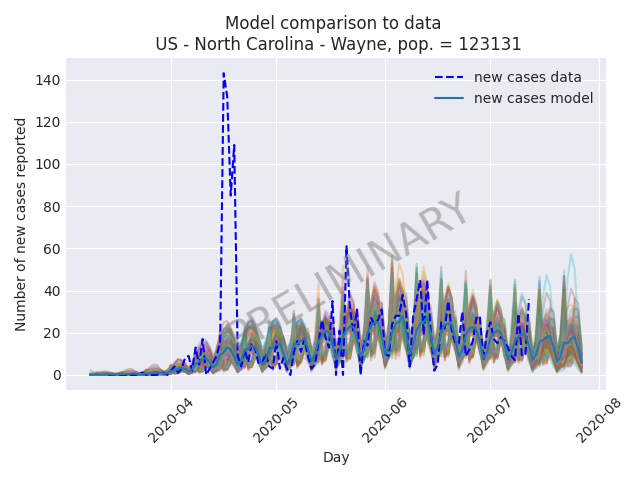 Model comparison to data
US - North Carolina - Wayne, pop. = 123131
new cases data
new cases model
PRELIMINARY
Number of new cases reported
140
120
100
80
60
40
20
0
2020-04
2020-05
2020-06
2020-07
2020-08
Day